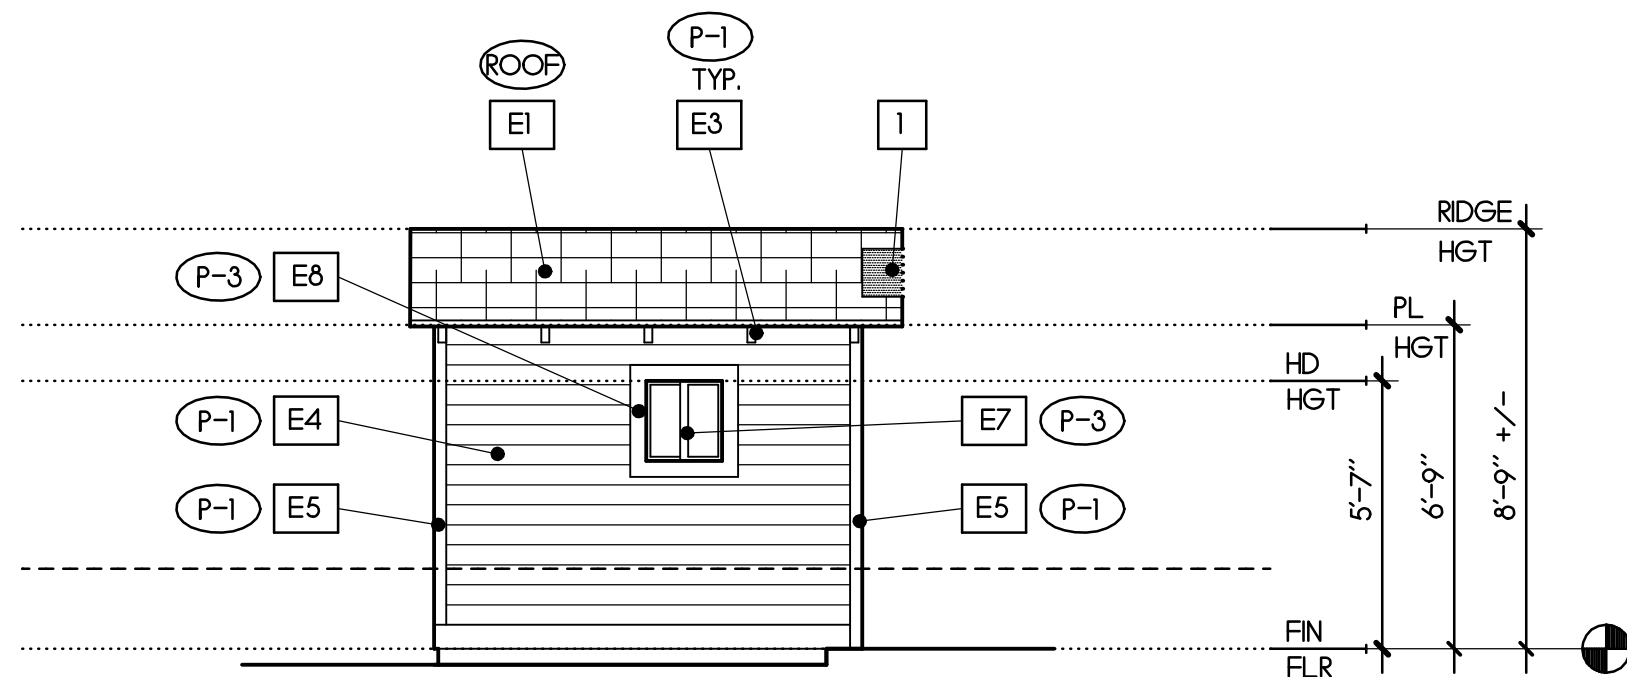 P-1
ROOF
TYP.
E1
E3
1
RIDGE
HGT
P-3
E8
PL
HGT
HD
HGT
P-1
E4
E7
P-3
5'-7"
6'-9"
8'-9" +/-
P-1
E5
E5
P-1
FIN
FLR